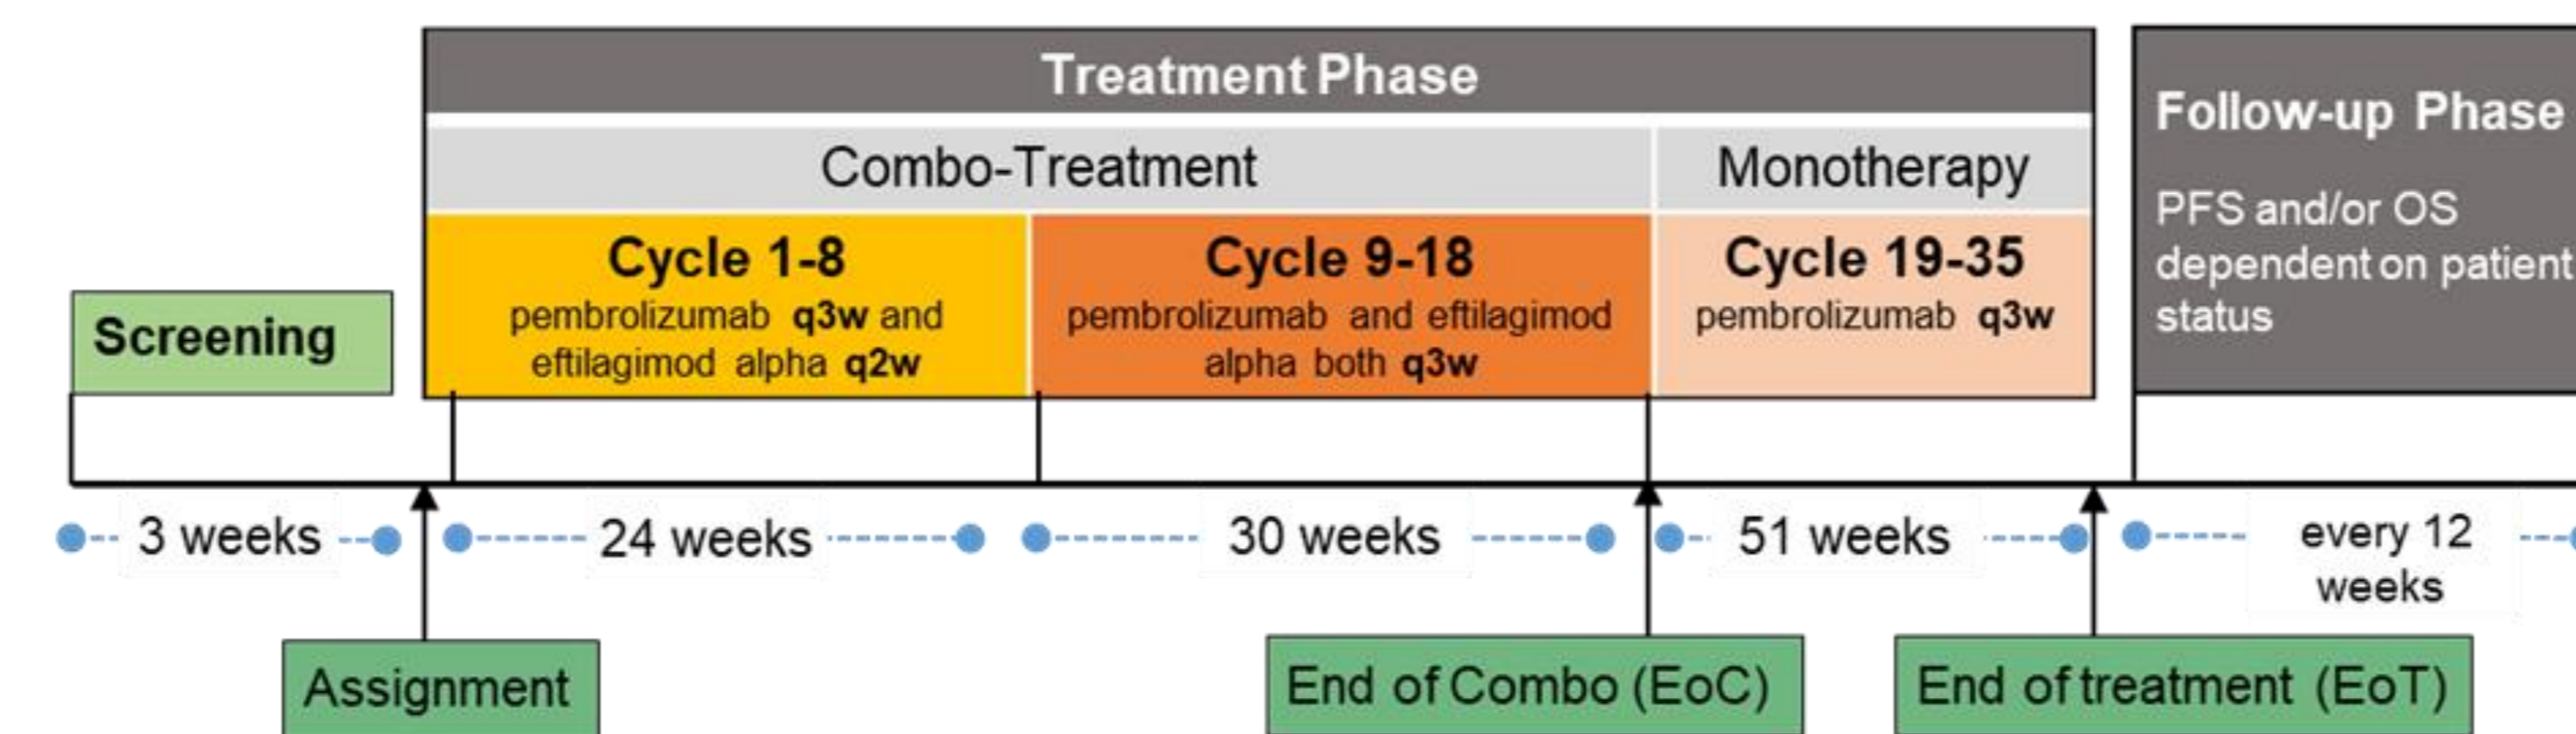 Treatment Phase
Combo-Treatment
Monotherapy
Follow-up Phase
PFS and/or OS
dependent on patient
status
Screening
Cycle 1-8
pembrolizumab q3w and
eftilagimod alpha q2w
Cycle 9-18
pembrolizumab and eftilagimod
alpha both q3w
Cycle 19-35
pembrolizumab q3w
3 weeks
24 weeks
30 weeks
51 weeks
every 12
weeks
Assignment
End of Combo (EoC)
End of treatment (EoT)